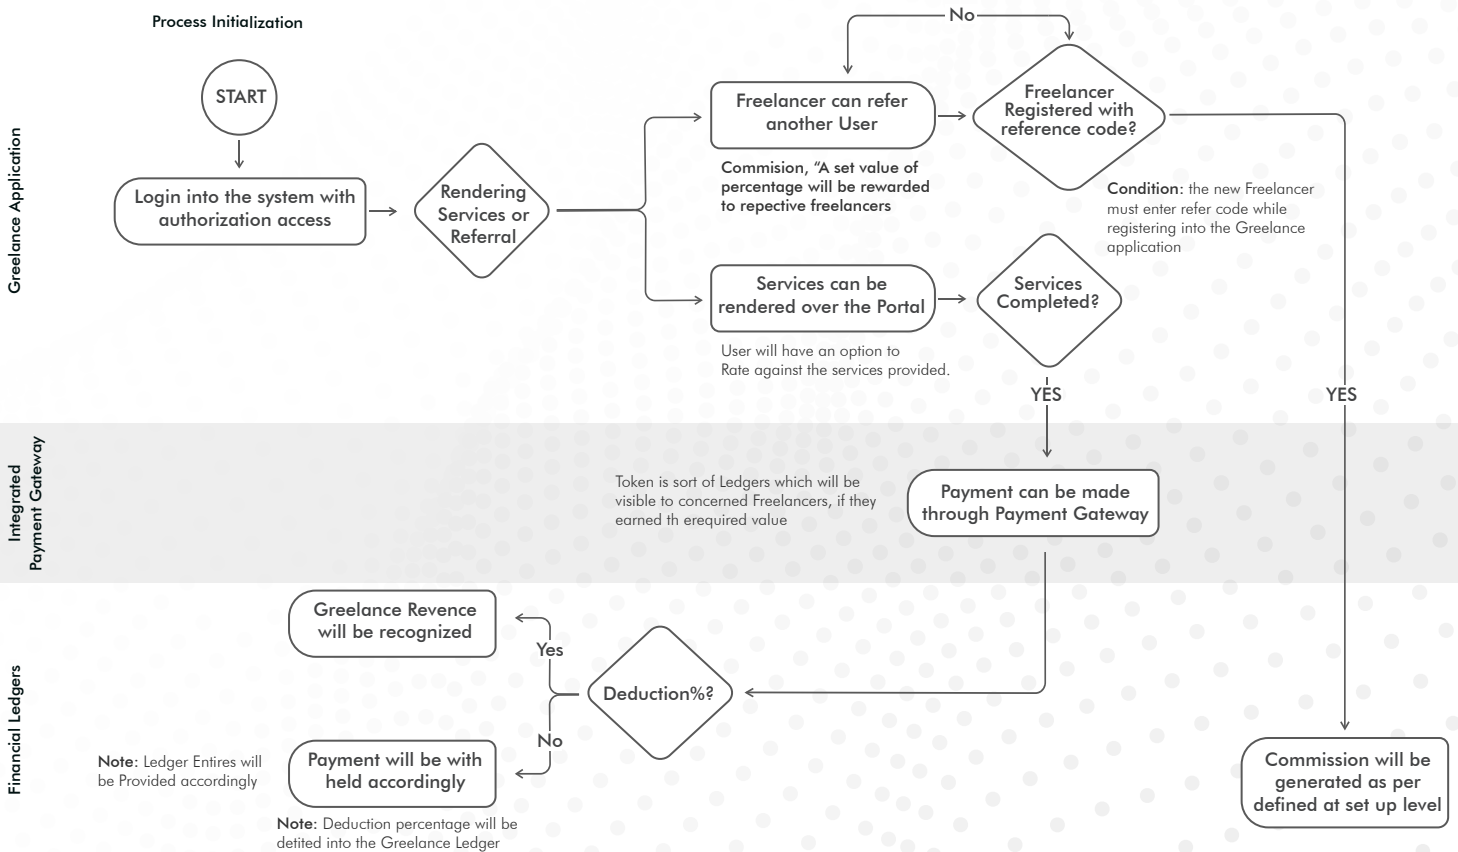 Process Initialization
No
START
Greelance Application
Login into the system with
authorization access
Rendering
Services or
Referral
Freelancer can refer
another User
Commision, “A set value of
percentage will be rewarded
to repective freelancers
Freelancer
Registered with
reference code?
Condition: the new Freelancer
must enter refer code while
registering into the Greelance
application
Services can be
rendered over the Portal
User will have an option to
Rate against the services provided.
Services
Completed?
YES
YES
Integrated
Payment Gateway
Token is sort of Ledgers which will be
visible to concerned Freelancers, if they
earned th erequired value
Payment can be made
through Payment Gateway
Financial Ledgers
Greelance Revence
will be recognized
Yes
Deduction%?
No
Note: Ledger Entires will
be Provided accordingly
Payment will be with
held accordingly
Note: Deduction percentage will be
detited into the Greelance Ledger
Commission will be
generated as per
defined at set up level